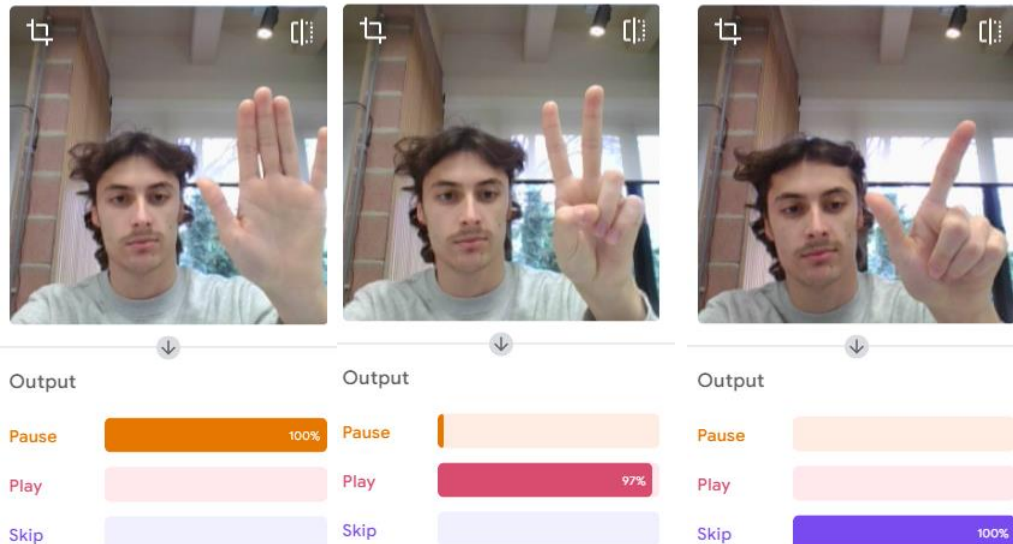 Output
Pause 100%
Play
Skip
Output
Pause
Play 97%
Skip
Output
Pause
Play
Skip 100%